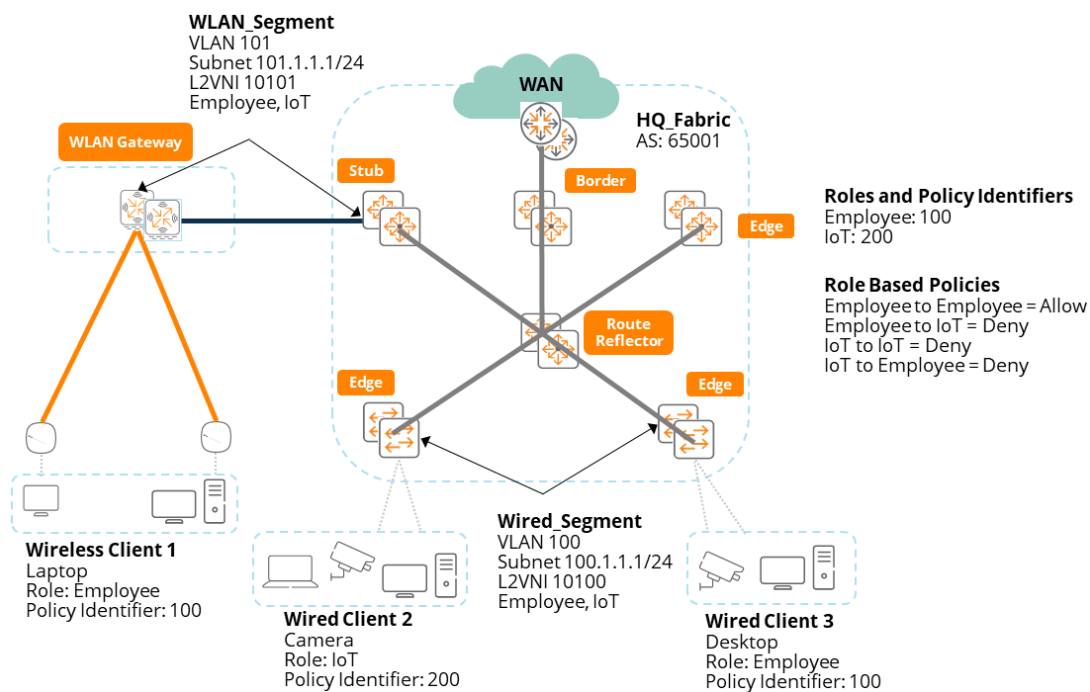 WLAN_Segment
VLAN 101
Subnet 101.1.1.1/24
L2VNI 10101
Employee, IoT
WAN
HQ_Fabric
AS: 65001
WLAN Gateway
Stub
Border
Edge
Roles and Policy Identifiers
Employee: 100
IoT: 200
Role Based Policies
Employee to Employee = Allow
Employee to IoT = Deny
IoT to IoT = Deny
IoT to Employee = Deny
Route
Reflector
Edge
Edge
Wired_Segment
VLAN 100
Subnet 100.1.1.1/24
L2VNI 10100
Employee, IoT
Wireless Client 1
Laptop
Role: Employee
Policy Identifier: 100
Wired Client 2
Camera
Role: IoT
Policy Identifier: 200
Wired Client 3
Desktop
Role: Employee
Policy Identifier: 100